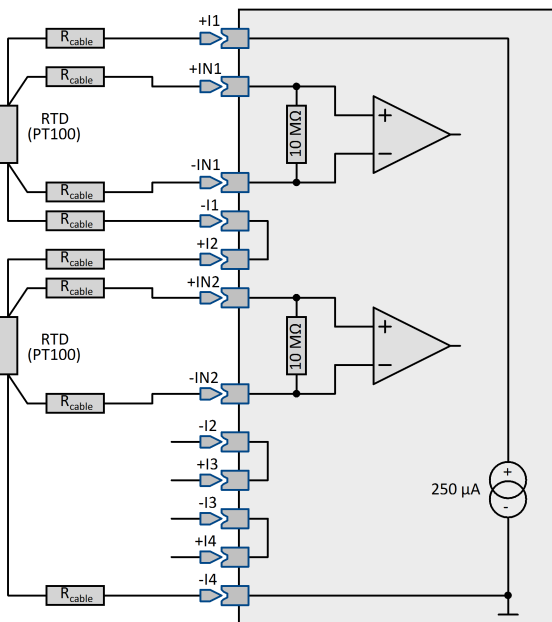 +I1
Rcable
+IN1
Rcable
RTD
(PT100)
10 MΩ
+
−
-IN1
Rcable
-I1
Rcable
+I2
Rcable
+IN2
Rcable
RTD
(PT100)
10 MΩ
+
−
-IN2
Rcable
-I2
+I3
250 µA
+
-
-I3
+I4
-I4
Rcable